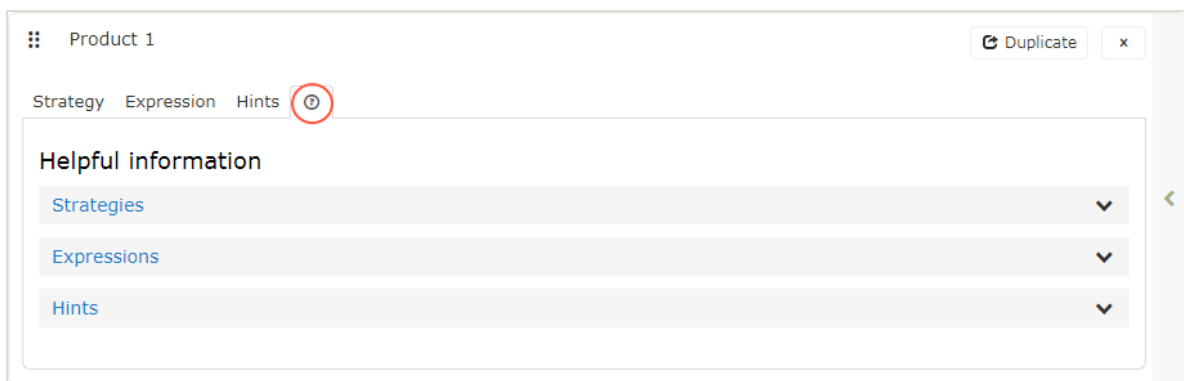 Product 1
Duplicate
x
Strategy Expression Hints ?
Helpful information
Strategies
Expressions
Hints